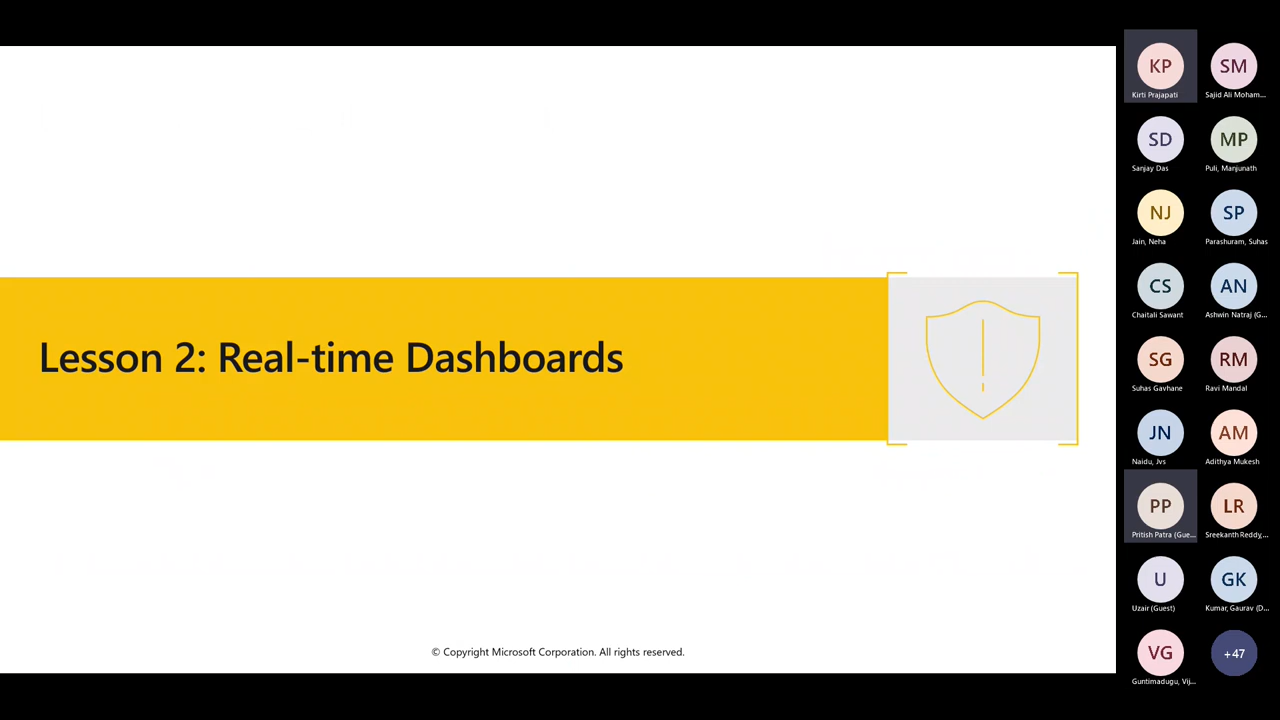 Lesson 2: Real-time Dashboards
© Copyright Microsoft Corporation. All rights reserved.
KP
SM
Kirti Prajapati
Sajid Ali Moham...
SD
MP
Sanjay Das
Puli, Manjunath
NJ
SP
Jain, Neha
Parashuram, Suhas
CS
AN
Chaitali Sawant
Ashwin Natraj (G...
SG
RM
Suhas Gavhane
Ravi Mandal
JN
AM
Naidu, Jvs
Adithya Mukesh
PP
LR
Pritish Patra (Gue...
Sreekanth Reddy,...
U
GK
Uzair (Guest)
Kumar, Gaurav (D...
VG
+47
Guntimadugu, Vij...